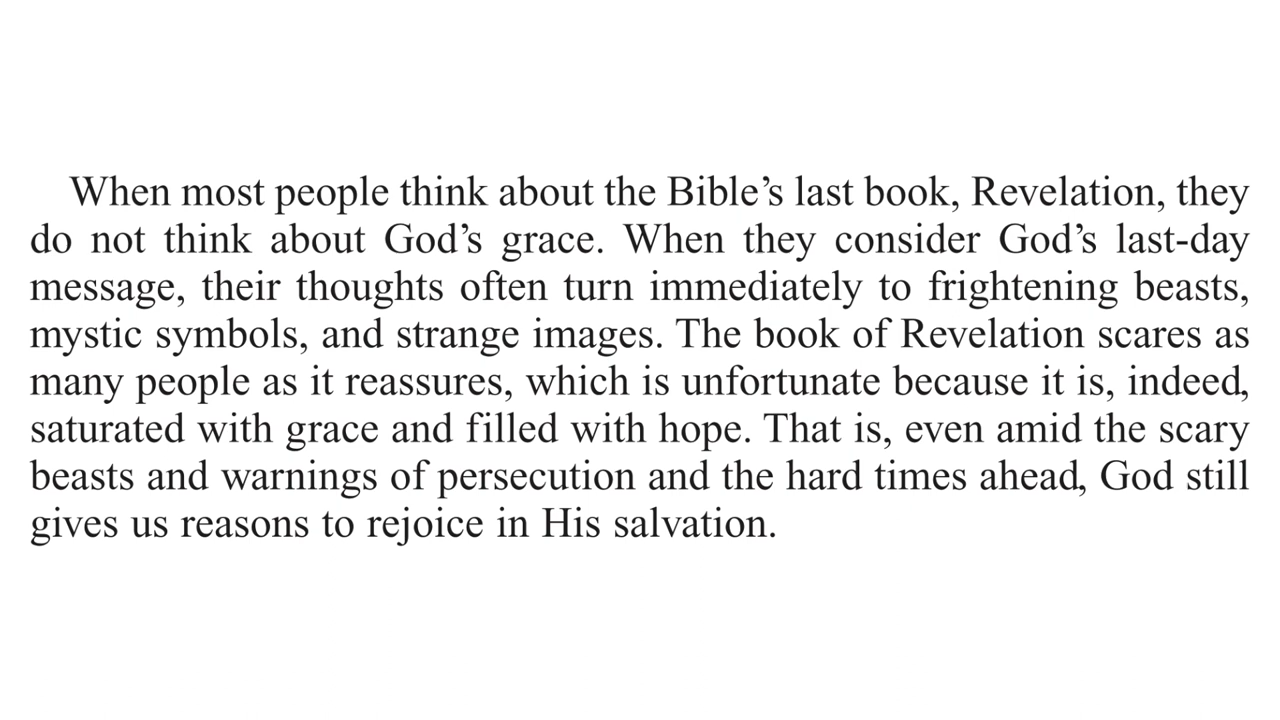 When most people think about the Bible’s last book, Revelation, they
do not think about God’s grace. When they consider God’s last-day
message, their thoughts often turn immediately to frightening beasts,
mystic symbols, and strange images. The book of Revelation scares as
many people as it reassures, which is unfortunate because it is, indeed,
saturated with grace and filled with hope. That is, even amid the scary
beasts and warnings of persecution and the hard times ahead, God still
gives us reasons to rejoice in His salvation.